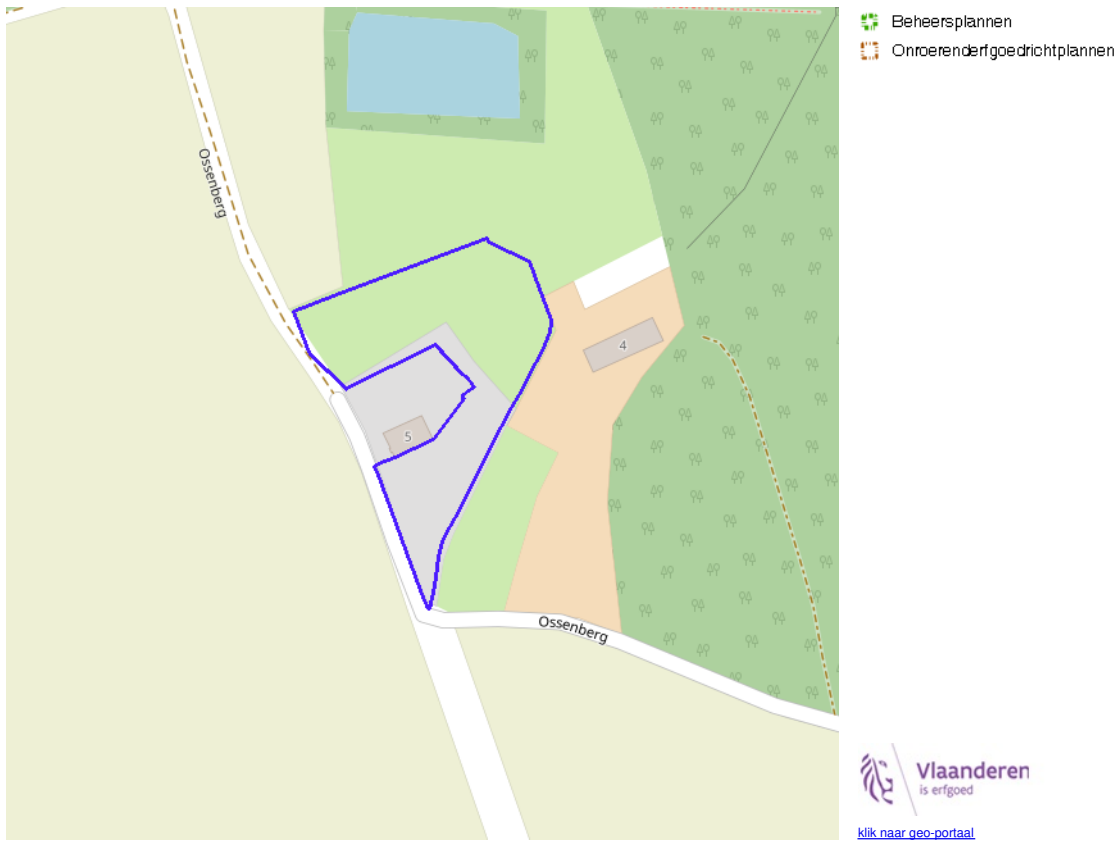 Beheersplannen
Onroerenderfgoedrichtplannen
Ossenberg
4
5
Ossenberg
Vlaanderen
is erfgoed
klik naar geo-portaal